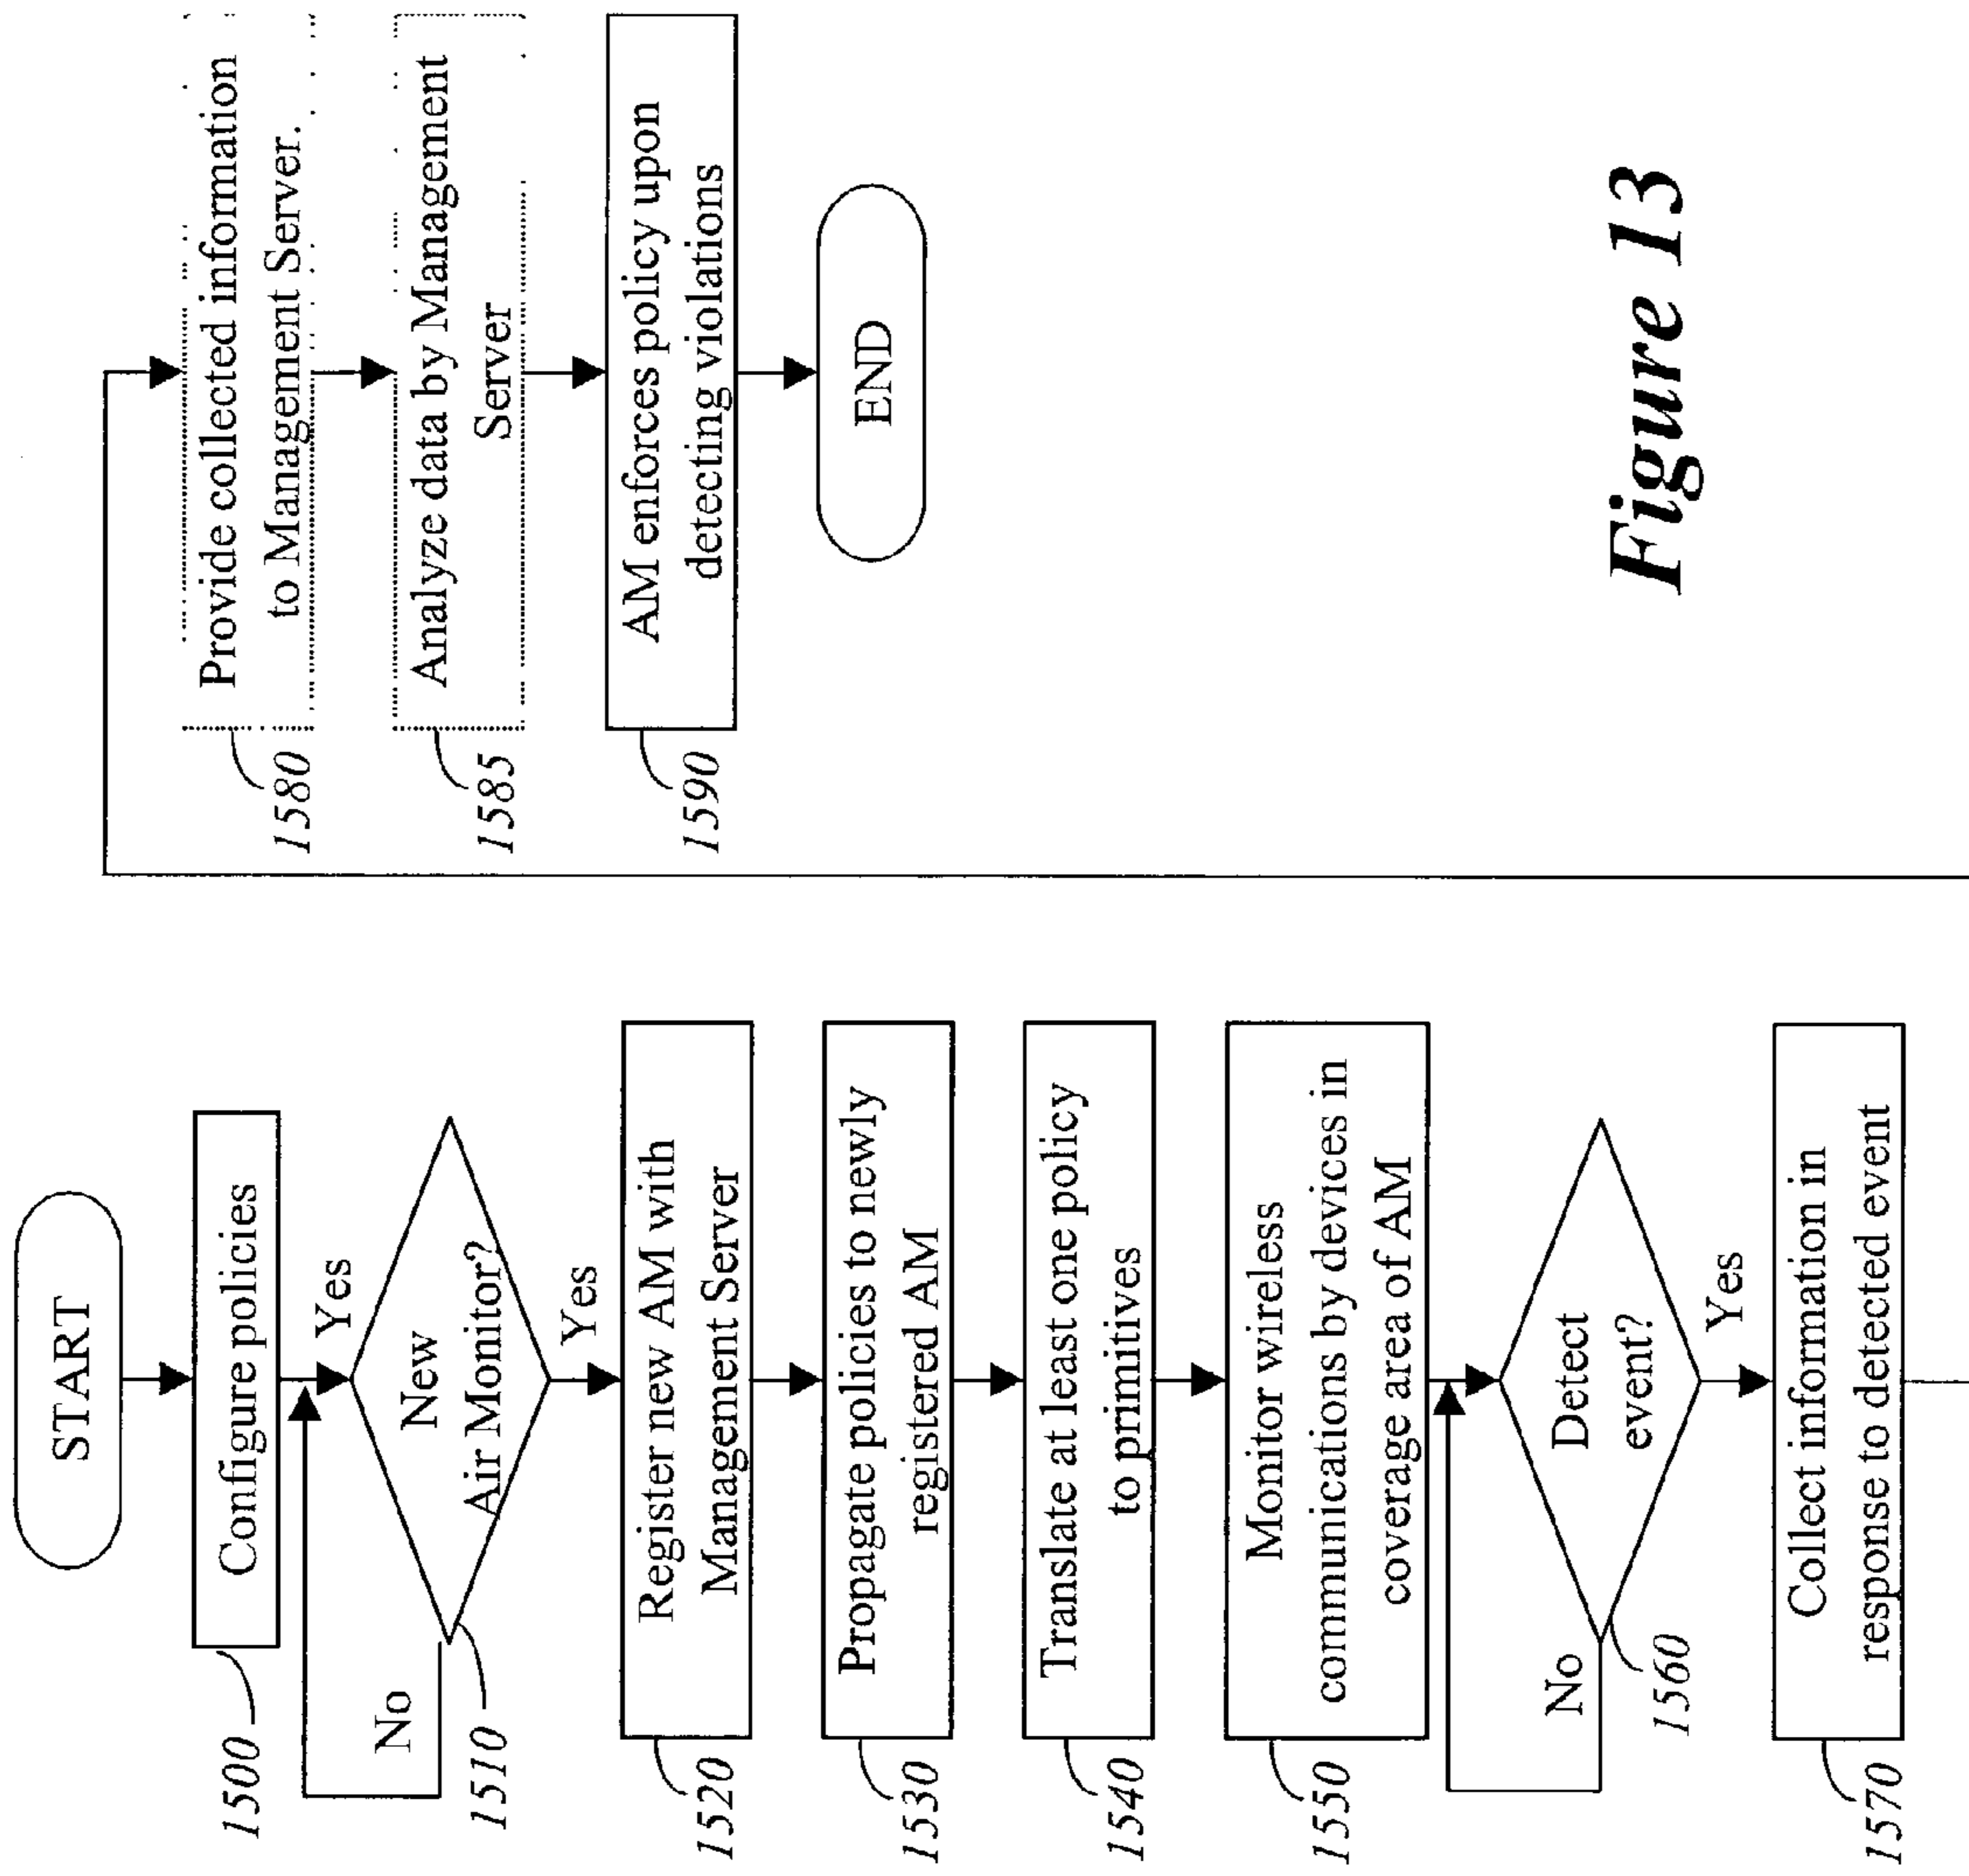 START
Configure policies
1500
Yes
New
Air Monitor?
No
1510
Yes
Register new AM with
Management Server
1520
Propagate policies to newly
registered AM
1530
Translate at least one policy
to primitives
1540
Monitor wireless
communications by devices in
coverage area of AM
1550
Detect
event?
No
1560
Yes
Collect information in
response to detected event
1570
Provide collected information
to Management Server.
1580
Analyze data by Management
Server
1585
AM enforces policy upon
detecting violations
1590
END
Figure 13